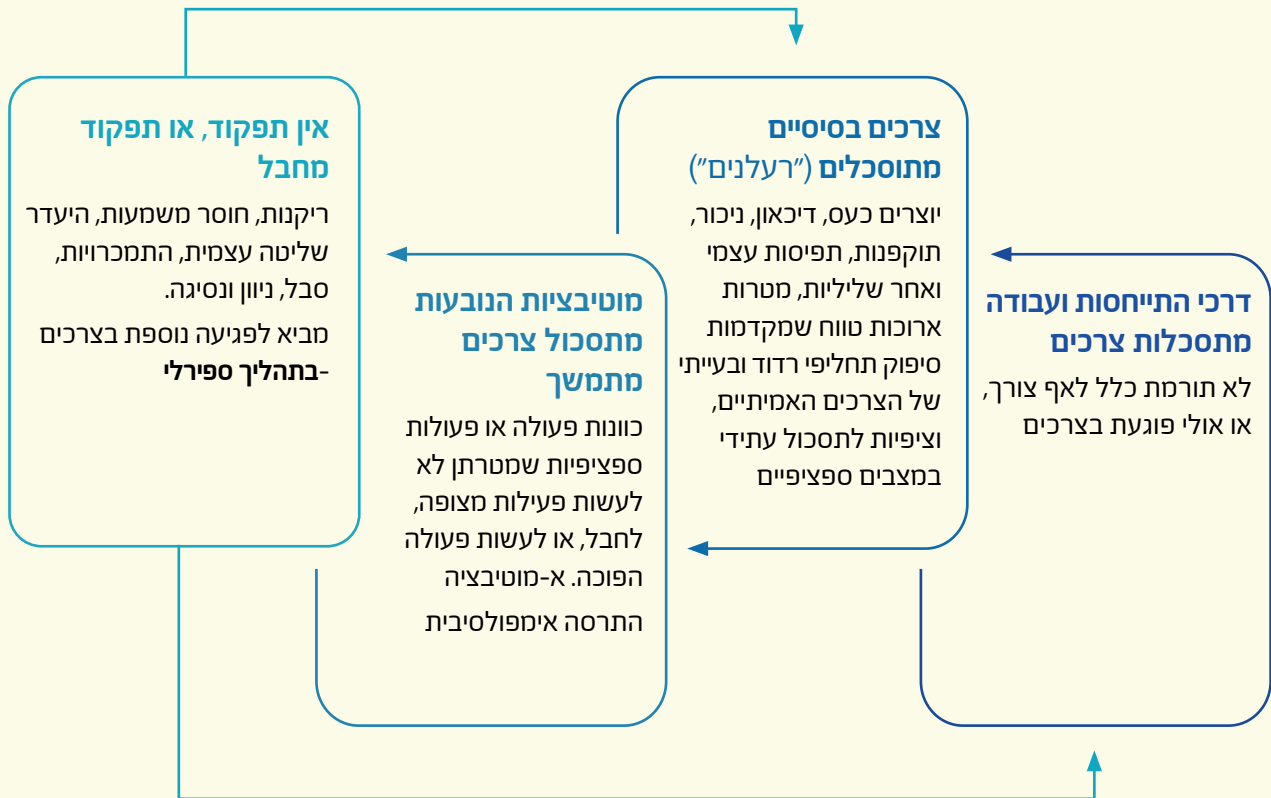 דרכי התייחסות ועבודה
מתסכלות צרכים
לא תורמת כלל לאף צורך,
או אולי פוגעת בצרכים
צרכים בסיסיים
מתוסכלים ("רעלנים")
יוצרים כעס, דיכאון, ניכור,
תוקפנות, תפיסות עצמי
ואחר שליליות, מטרות
ארוכות טווח שמקדמות
סיפוק תחליפי רדוד ובעייתי
של הצרכים האמיתיים,
וציפיות לתסכול עתידי
במצבים ספציפיים
מוטיבציות הנובעות
מתסכול צרכים
מתמשך
כוונות פעולה או פעולות
ספציפיות שמטרתן לא
לעשות פעילות מצופה,
לחבל, או לעשות פעולה
הפוכה. א-מוטיבציה
התרסה אימפולסיבית
אין תפקוד, או תפקוד
מחבל
ריקנות, חוסר משמעות, היעדר
שליטה עצמית, התמכרויות,
סבל, ניוון ונסיגה.
מביא לפגיעה נוספת בצרכים
-בתהליך ספירלי